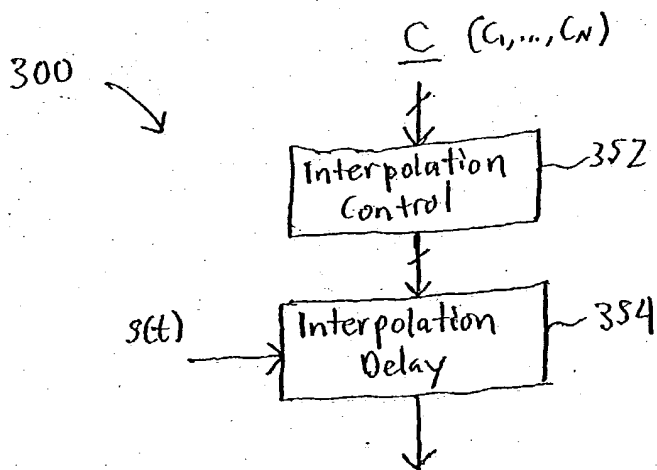 C (C1,...,CN)
300
Interpolation
Control
352
s(t)
Interpolation
Delay
354